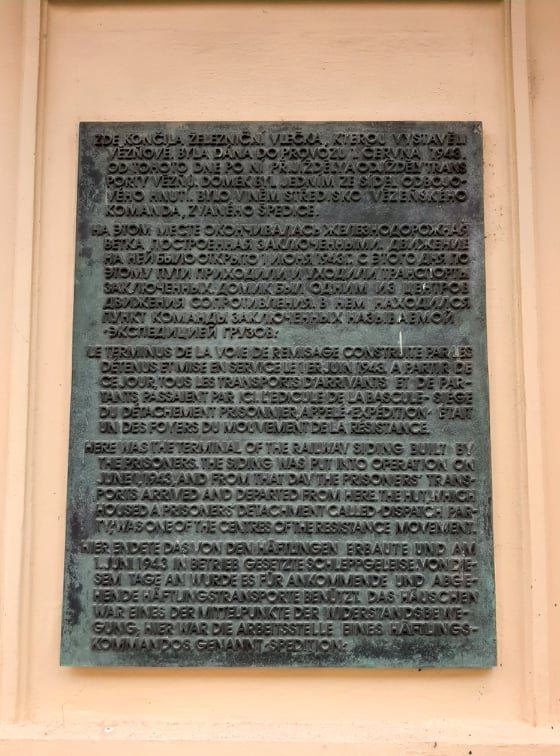 ZDE KONČILA ŽELEZNIČNÍ VLEČKA, KTEROU VYSTAVĚLI
VĚZŇOVÉ. BYLA DÁNA DO PROVOZU 1. ČERVNA 1943.
OD TOHOTO DNE PO NÍ PŘIJÍŽDĚLY A ODJÍŽDĚLY TRANS
PORTY VĚZŇŮ. DOMEK BYL JEDNÍM ZE SÍDEL ODBOJO-
VÉHO HNUTÍ. BYLO V NĚM STŘEDISKO VĚZEŇSKÉHO
KOMANDA, ZVANÉHO ŠPEDICE.
НА ЭТОМ МЕСТЕ ОКОНЧИВАЛАСЬ ЖЕЛЕЗНОДОРОЖНАЯ
ВЕТКА, ПОСТРОЕННАЯ ЗАКЛЮЧЕННЫМИ. ДВИЖЕНИЕ
НА НЕЙ БЫЛО ОТКРЫТО 1 ИЮНЯ 1943 Г. С ЭТОГО ДНЯ ПО
ЭТОМУ ПУТИ ПРИХОДИЛИ И УХОДИЛИ ТРАНСПОРТЫ
ЗАКЛЮЧЕННЫХ. ДОМИК БЫЛ ОДНИМ ИЗ ЦЕНТРОВ
ДВИЖЕНИЯ СОПРОТИВЛЕНИЯ. В НЕМ НАХОДИЛСЯ
ПУНКТ КОМАНДЫ ЗАКЛЮЧЕННЫХ НАЗЫВАЕМОЙ
„ЭКСПЕДИЦИЕЙ ГРУЗОВ“
LE TERMINUS DE LA VOIE DE REMISAGE CONSTRUITE PAR LES
DÉTENUS ET MISE EN SERVICE LE 1ER JUIN 1943. A PARTIR DE
CE JOUR, TOUS LES TRANSPORTS D'ARRIVANTS ET DE PAR-
TANTS PASSAIENT PAR ICI. L'EDICULE DE LA BASCULE - SIÈGE
DU DÉTACHEMENT PRISONNIER, APPELÉ „EXPÉDITION“ ÉTAIT
UN DES FOYERS DU MOUVEMENT DE LA RÉSISTANCE.
HERE WAS THE TERMINAL OF THE RAILWAY SIDING BUILT BY
THE PRISONERS. THE SIDING WAS PUT INTO OPERATION ON
JUNE 1, 1943, AND FROM THAT DAY THE PRISONERS' TRANS-
PORTS ARRIVED AND DEPARTED FROM HERE. THE HUT, WHICH
HOUSED A PRISONERS' DETACHMENT CALLED „DISPATCH PAR-
TY“, WAS ONE OF THE CENTRES OF THE RESISTANCE MOVEMENT.
HIER ENDETE DAS VON DEN HÄFTLINGEN ERBAUTE UND AM
1. JUNI 1943 IN BETRIEB GESETZTE SCHLEPPGELEISE. VON DIE-
SEM TAGE AN WURDE ES FÜR ANKOMMENDE UND ABGE-
HENDE HÄFTLINGSTRANSPORTE BENÜTZT. DAS HÄUSCHEN
WAR EINES DER MITTELPUNKTE DER WIDERSTANDSBEWE-
GUNG; HIER WAR DIE ARBEITSSTELLE EINES HÄFTLINGS-
KOMMANDOS, GENANNT „SPEDITION“.